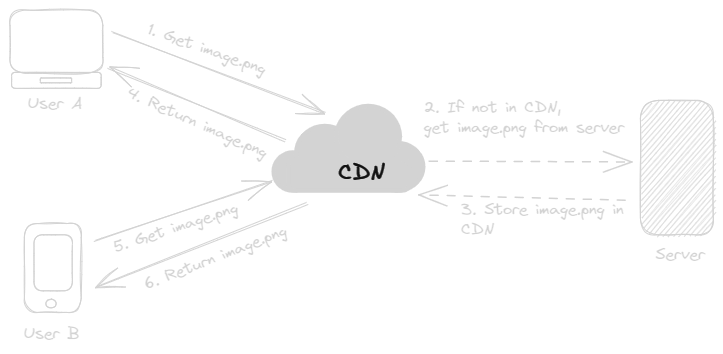 1. Get image.png
User A
4. Return image.png
2. If not in CDN,
get image.png from server
CDN
3. Store image.png in
CDN
5. Get image.png
6. Return image.png
Server
User B